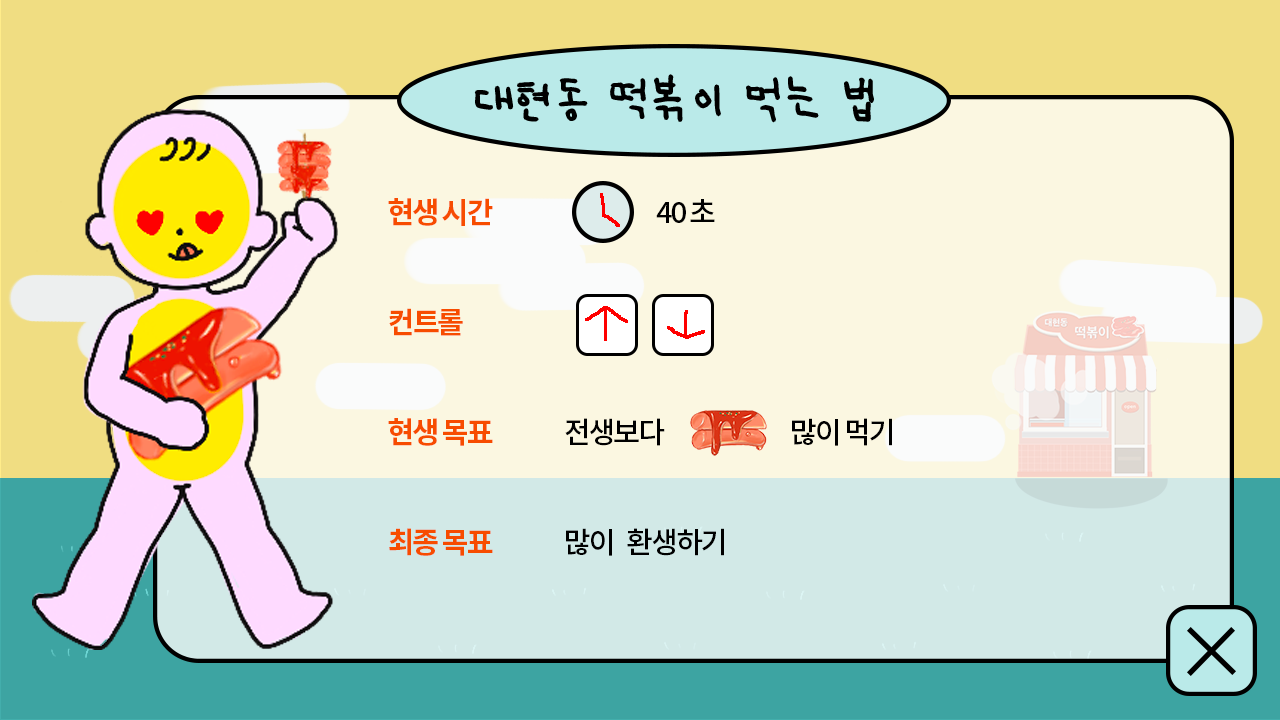 대현동 떡볶이 먹는 법
현생 시간 40초
컨트롤
현생 목표 전생보다 많이 먹기
최종 목표 많이 환생하기
대현동
떡볶이